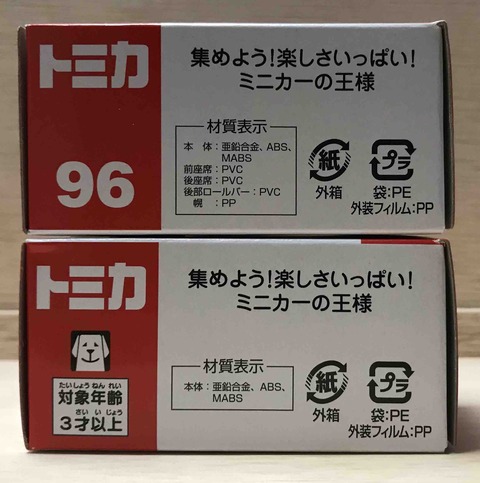 トミカ
96
集めよう!楽しさいっぱい!
ミニカーの王様
材質表示
本 体:亜鉛合金、ABS、
MABS
前座席:PVC
後座席:PVC
後部ロールバー:PVC
幌 :PP
紙
外箱
プラ
袋:PE
外装フィルム:PP
トミカ
たいしょうねんれい
対象年齢
さいいじょう
3才以上
集めよう!楽しさいっぱい!
ミニカーの王様
材質表示
本体:亜鉛合金、ABS、
MABS
紙
外箱
プラ
袋:PE
外装フィルム:PP